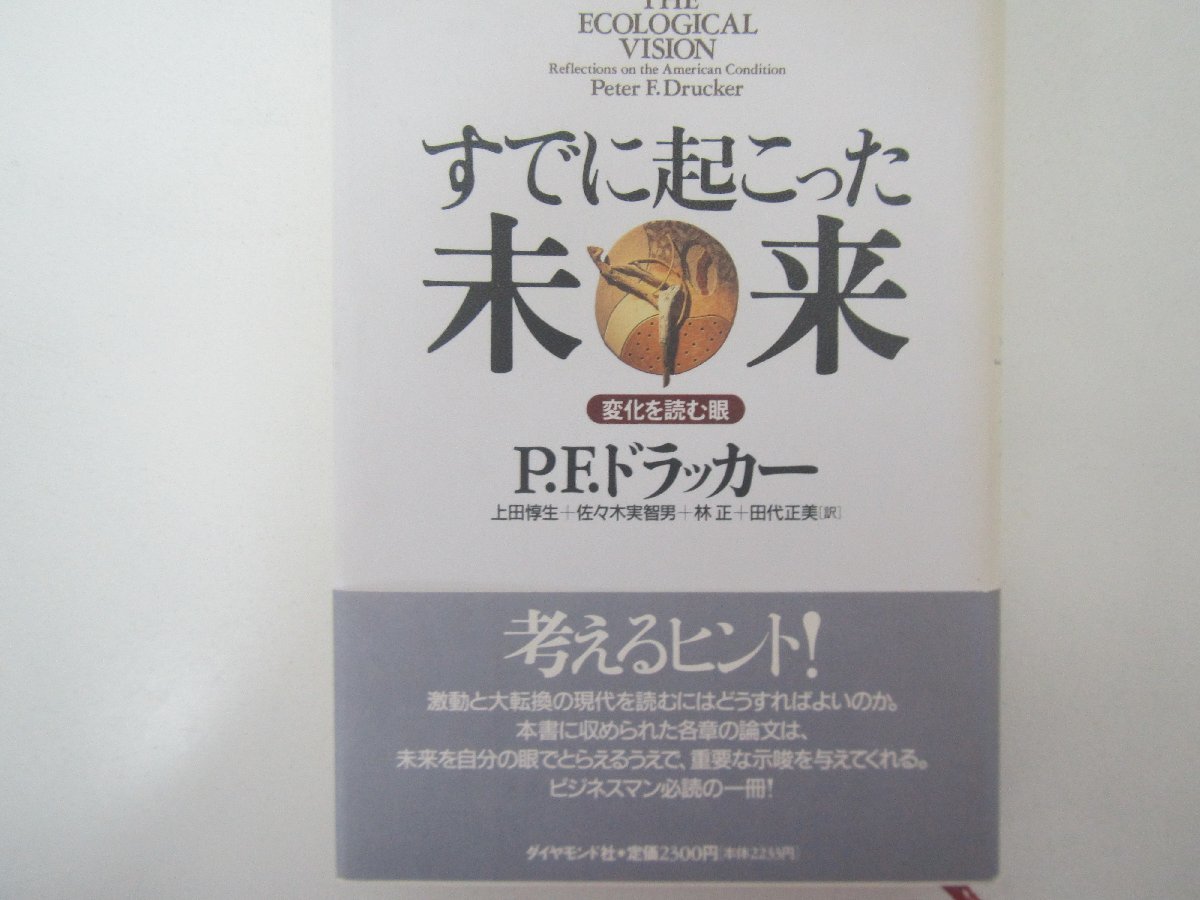 THE
ECOLOGICAL
VISION
Reflections on the American Condition
Peter F. Drucker
すでに起こった
未来
変化を読む眼
P.F.ドラッカー
上田惇生+佐々木実智男+林 正+田代正美[訳]
考えるヒント!
激動と大転換の現代を読むにはどうすればよいのか。
本書に収められた各章の論文は、
未来を自分の眼でとらえるうえで、重要な示唆を与えてくれる。
ビジネスマン必読の一冊!
ダイヤモンド社•定価2300円[本体2233円]